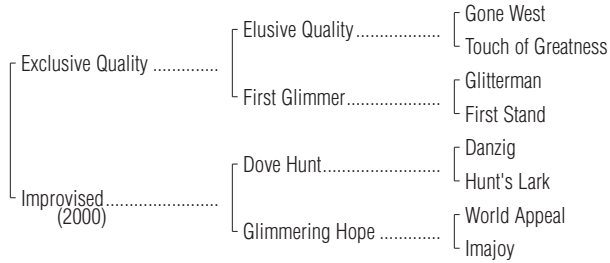 Gone West
Elusive Quality..................
Touch of Greatness
Exclusive Quality ..............
Glitterman
First Glimmer....................
First Stand
Danzig
Dove Hunt.........................
Hunt's Lark
Improvised........................
(2000)
World Appeal
Glimmering Hope .............
Imajoy